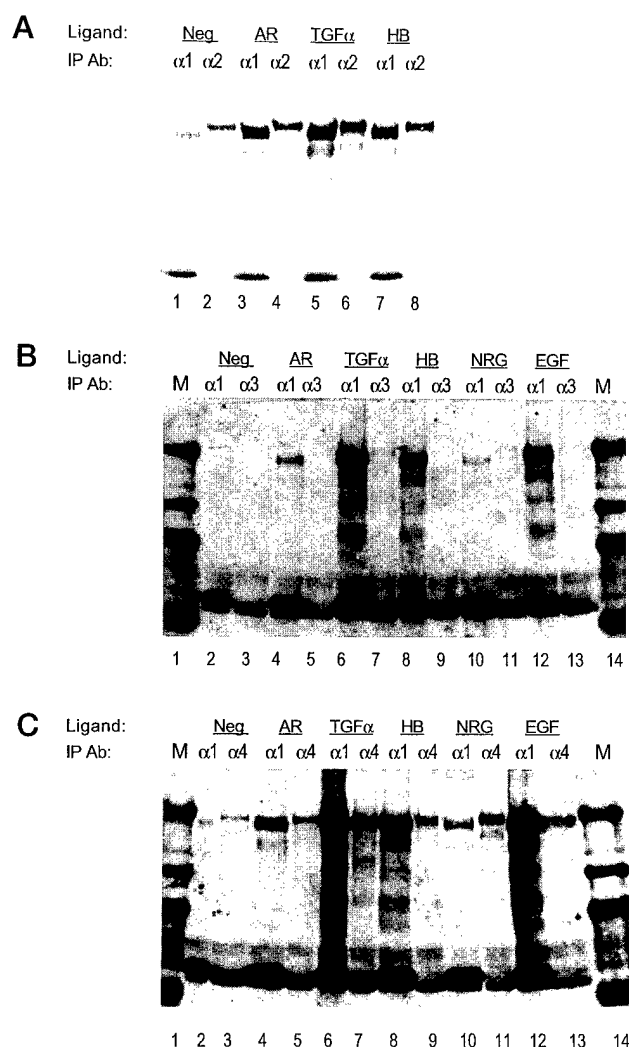 A
Ligand: Neg AR TGFα HB
IP Ab: α1 α2 α1 α2 α1 α2 α1 α2
1 2 3 4 5 6 7 8
B
Ligand: Neg AR TGFα HB NRG EGF
IP Ab: M α1 α3 α1 α3 α1 α3 α1 α3 α1 α3 α1 α3 M
1 2 3 4 5 6 7 8 9 10 11 12 13 14
C
Ligand: Neg AR TGFα HB NRG EGF
IP Ab: M α1 α4 α1 α4 α1 α4 α1 α4 α1 α4 α1 α4 M
1 2 3 4 5 6 7 8 9 10 11 12 13 14